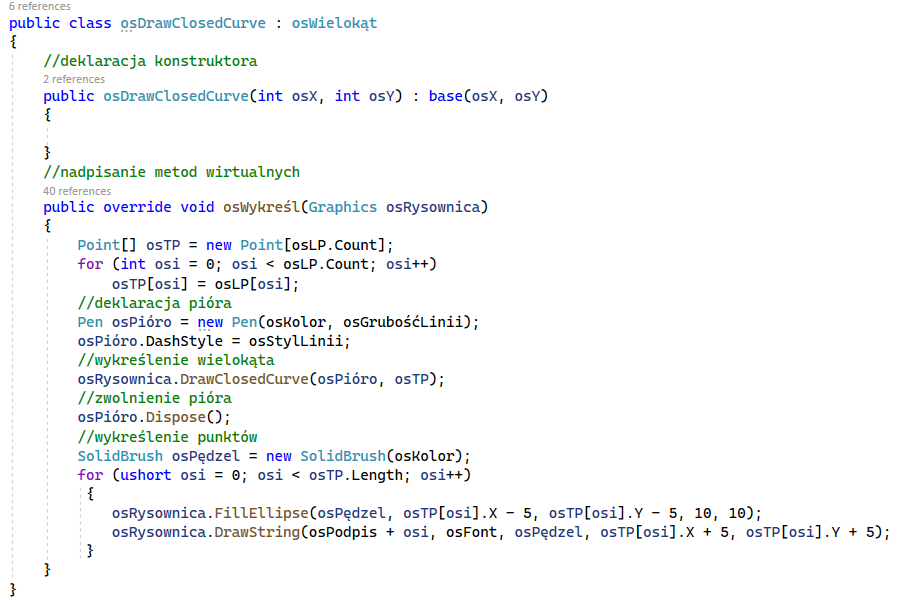 6 references
public class osDrawClosedCurve : osWielokąt
{
//deklaracja konstruktora
2 references
public osDrawClosedCurve(int osX, int osY) : base(osX, osY)
{
}
//nadpisanie metod wirtualnych
40 references
public override void osWykreśl(Graphics osRysownica)
{
Point[] osTP = new Point[osLP.Count];
for (int osi = 0; osi < osLP.Count; osi++)
osTP[osi] = osLP[osi];
//deklaracja pióra
Pen osPióro = new Pen(osKolor, osGrubośćLinii);
osPióro.DashStyle = osStylLinii;
//wykreślenie wielokąta
osRysownica.DrawClosedCurve(osPióro, osTP);
//zwolnienie pióra
osPióro.Dispose();
//wykreślenie punktów
SolidBrush osPędzel = new SolidBrush(osKolor);
for (ushort osi = 0; osi < osTP.Length; osi++)
{
osRysownica.FillEllipse(osPędzel, osTP[osi].X - 5, osTP[osi].Y - 5, 10, 10);
osRysownica.DrawString(osPodpis + osi, osFont, osPędzel, osTP[osi].X + 5, osTP[osi].Y + 5);
}
}
}